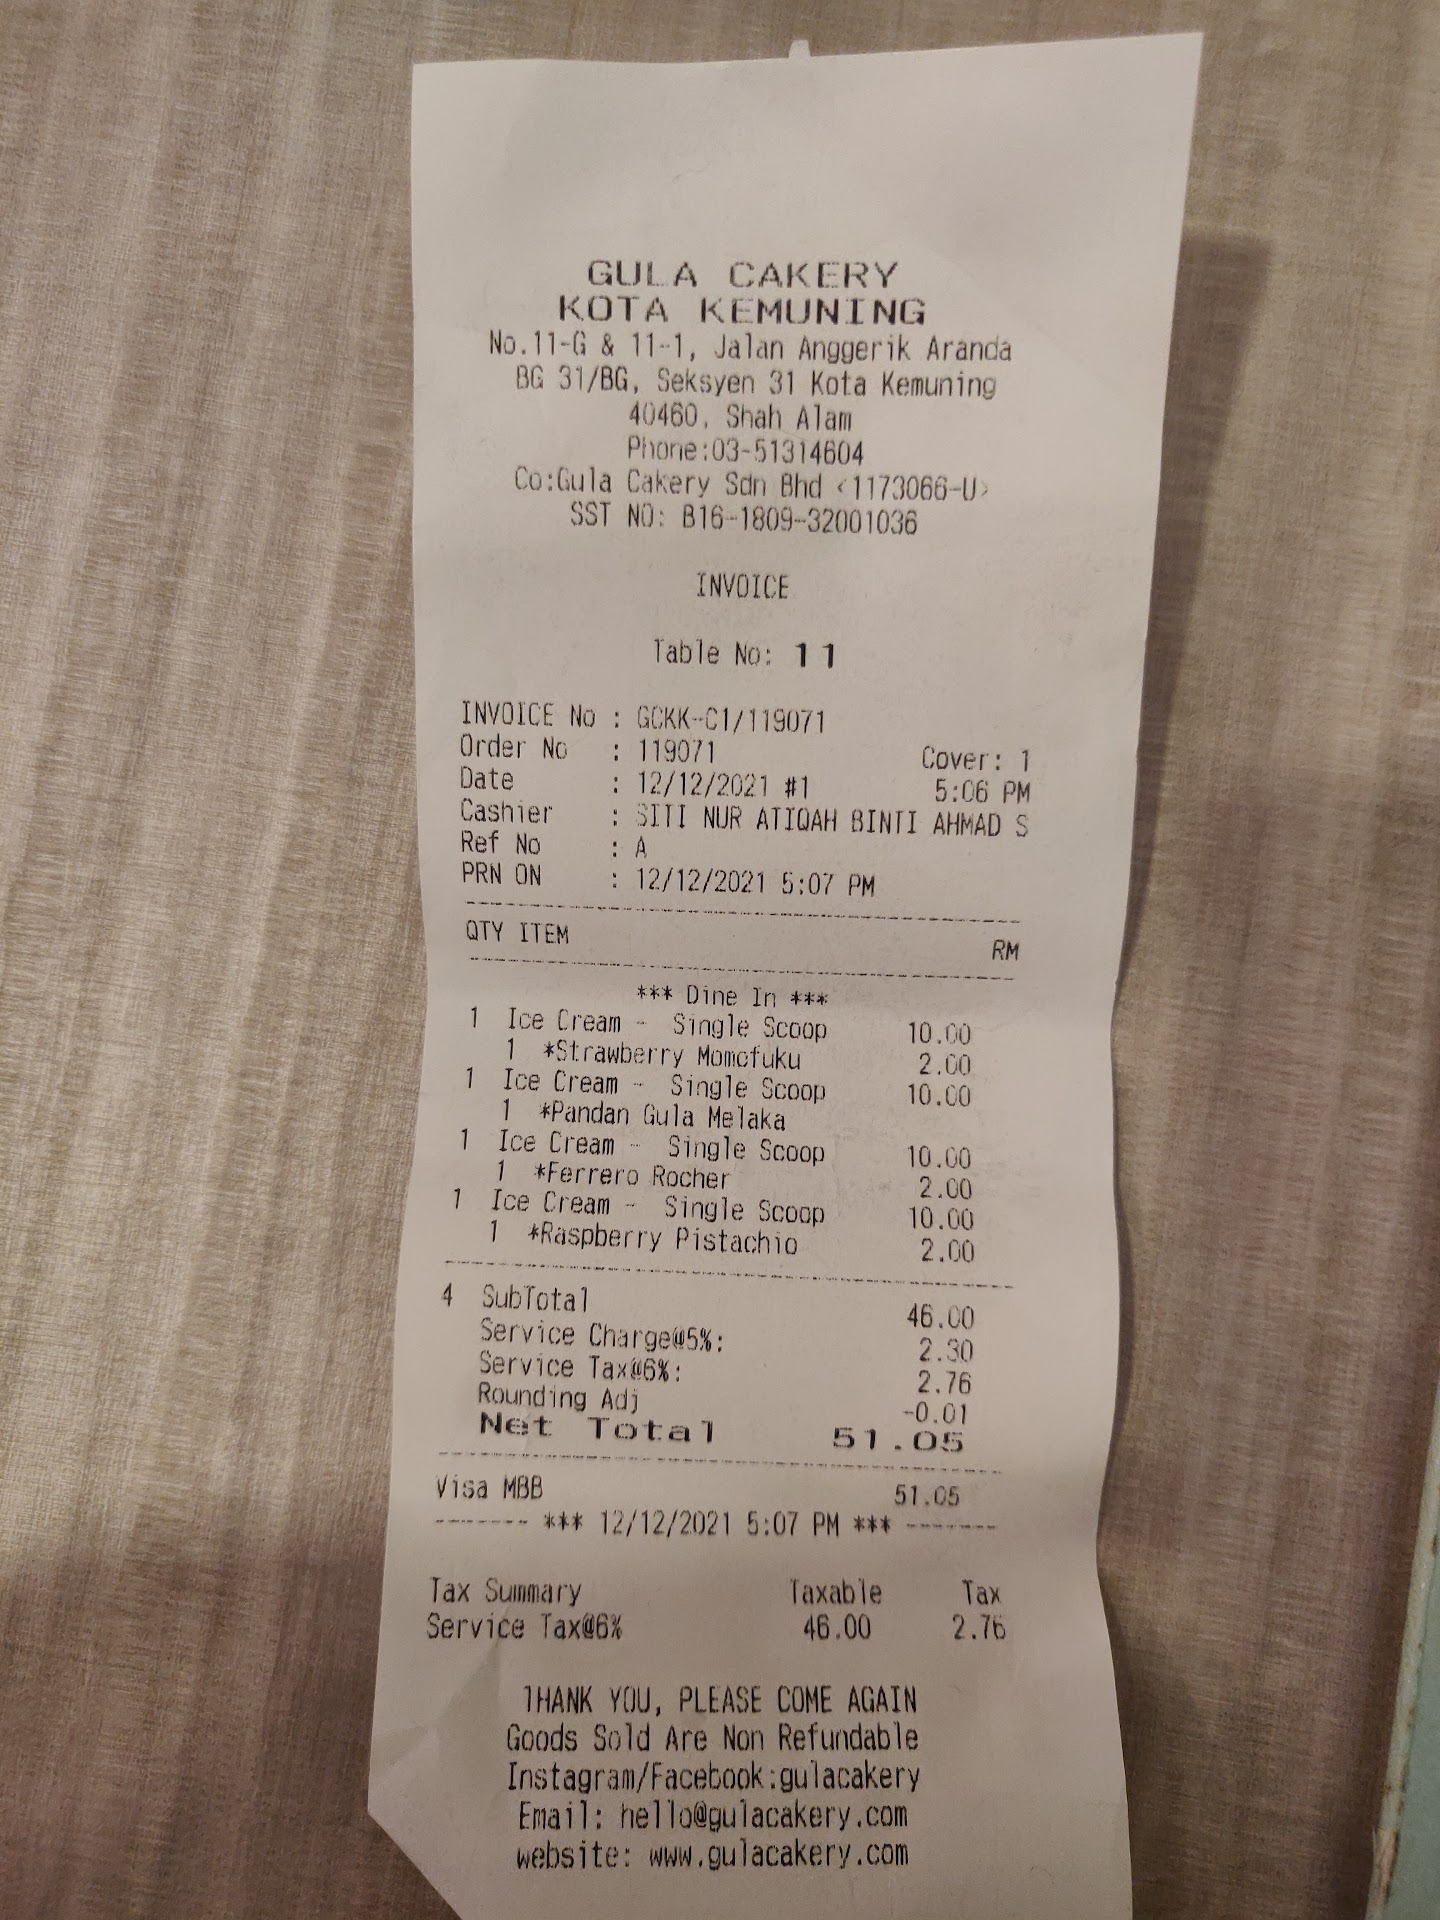 GULA CAKERY
KOTA KEMUNING
No.11-G & 11-1, Jalan Anggerik Aranda
BG 31/BG, Seksyen 31 Kota Kemuning
40460, Shah Alam
Phone:03-51314604
Co:Gula Cakery Sdn Bhd <1173066-U>
SST NO: B16-1809-32001036
INVOICE
Table No: 11
INVOICE No : GCKK-C1/119071
Order No : 119071 Cover: 1
Date : 12/12/2021 #1 5:06 PM
Cashier : SITI NUR ATIQAH BINTI AHMAD S
Ref No : A
PRN ON : 12/12/2021 5:07 PM
QTY ITEM RM
*** Dine In ***
1 Ice Cream - Single Scoop 10.00
1 *Strawberry Momofuku 2.00
1 Ice Cream - Single Scoop 10.00
1 *Pandan Gula Melaka
1 Ice Cream - Single Scoop 10.00
1 *Ferrero Rocher 2.00
1 Ice Cream - Single Scoop 10.00
1 *Raspberry Pistachio 2.00
4 SubTotal 46.00
Service Charge@5%: 2.30
Service Tax@6%: 2.76
Rounding Adj -0.01
Net Total 51.05
Visa MBB 51.05
------- *** 12/12/2021 5:07 PM *** -------
Tax Summary Taxable Tax
Service Tax@6% 46.00 2.76
THANK YOU, PLEASE COME AGAIN
Goods Sold Are Non Refundable
Instagram/Facebook:gulacakery
Email: hello@gulacakery.com
website: www.gulacakery.com